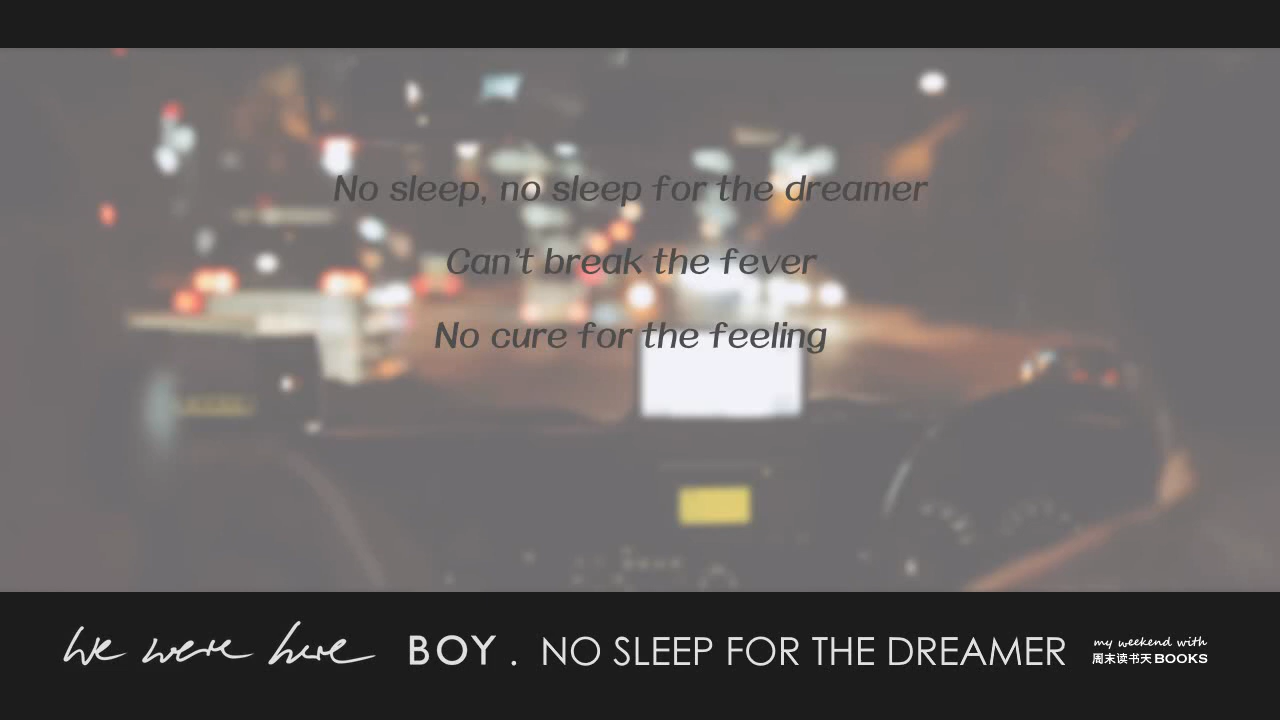 No sleep, no sleep for the dreamer
Can't break the fever
No cure for the feeling
We were here BOY . NO SLEEP FOR THE DREAMER
my weekend with
周末读书天 BOOKS